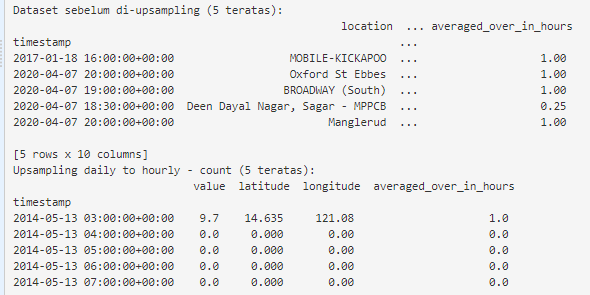 Dataset sebelum di-upsampling (5 teratas):
location ... averaged_over_in_hours
timestamp ...
2017-01-18 16:00:00+00:00 MOBILE-KICKAPOO ... 1.00
2020-04-07 20:00:00+00:00 Oxford St Ebbes ... 1.00
2020-04-07 19:00:00+00:00 BROADWAY (South) ... 1.00
2020-04-07 18:30:00+00:00 Deen Dayal Nagar, Sagar - MPPCB ... 0.25
2020-04-07 20:00:00+00:00 Manglerud ... 1.00
[5 rows x 10 columns]
Upsampling daily to hourly - count (5 teratas):
value latitude longitude averaged_over_in_hours
timestamp
2014-05-13 03:00:00+00:00 9.7 14.635 121.08 1.0
2014-05-13 04:00:00+00:00 0.0 0.000 0.00 0.0
2014-05-13 05:00:00+00:00 0.0 0.000 0.00 0.0
2014-05-13 06:00:00+00:00 0.0 0.000 0.00 0.0
2014-05-13 07:00:00+00:00 0.0 0.000 0.00 0.0